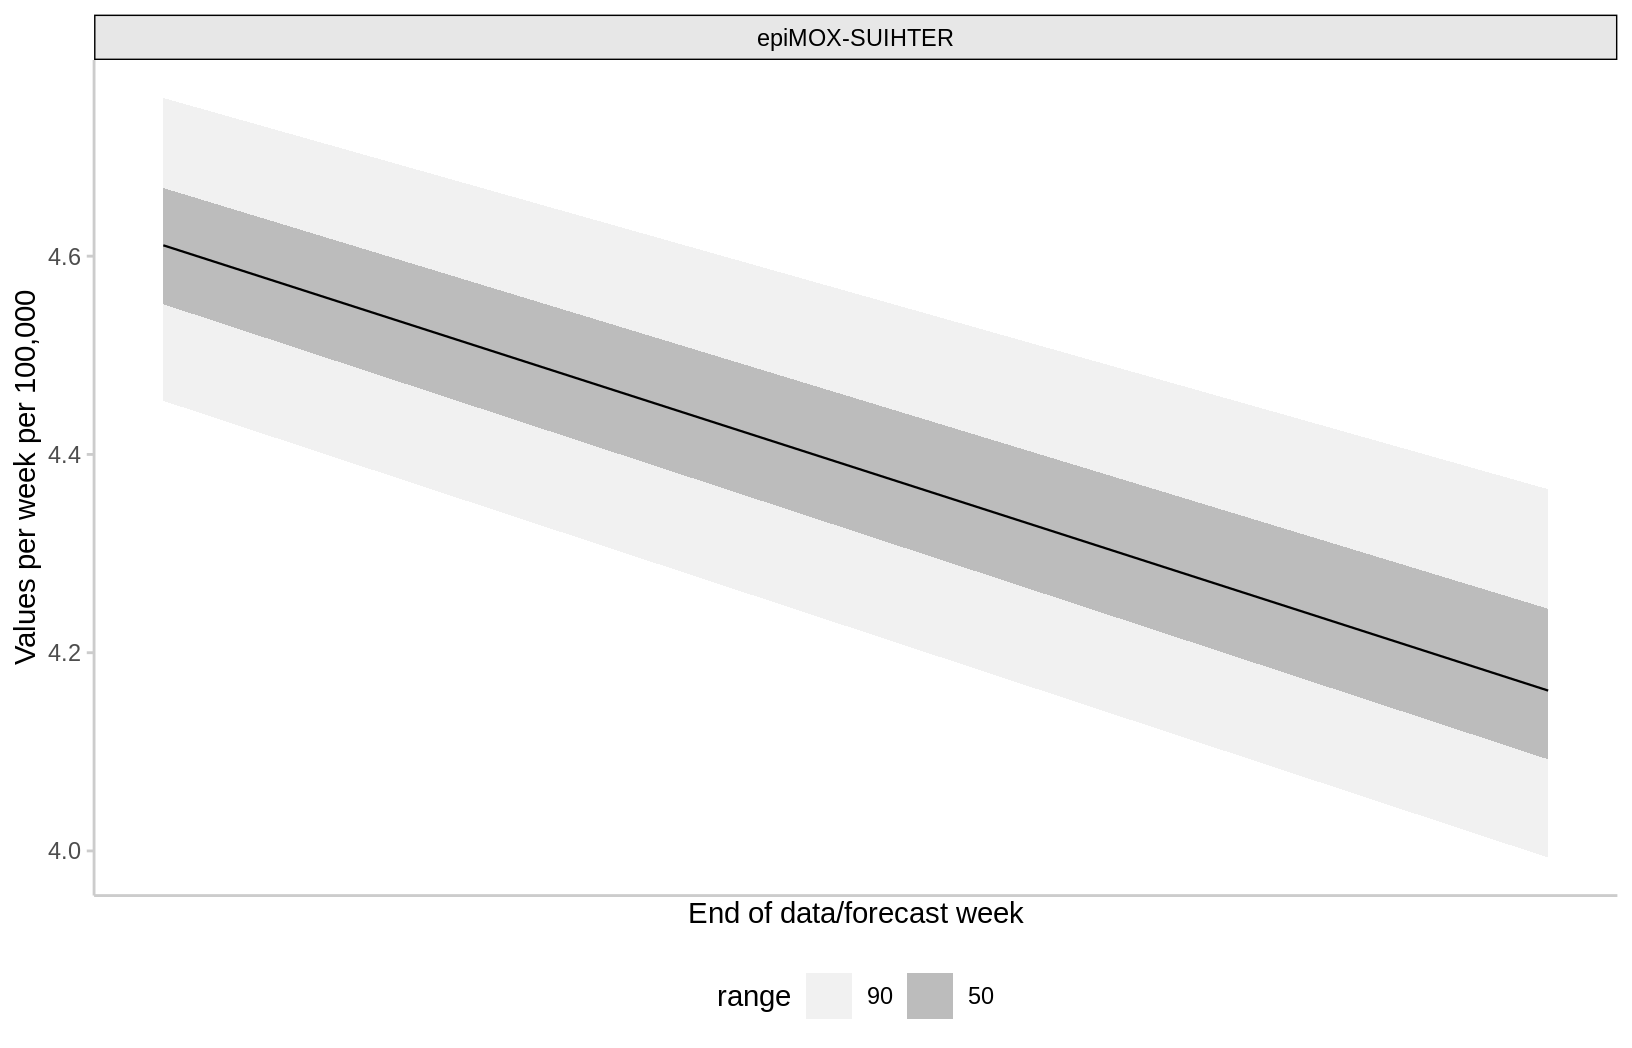 epiMOX-SUIHTER
Values per week per 100,000
4.6
4.4
4.2
4.0
End of data/forecast week
range 90 50